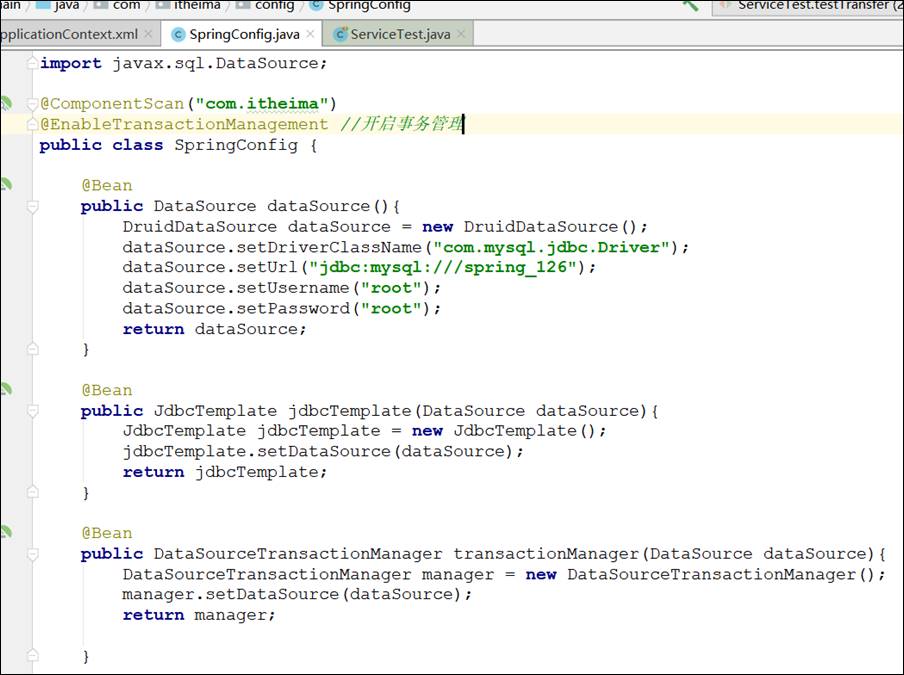 java com itheima config SpringConfig ServiceTest.testTransfer (2
pplicationContext.xml SpringConfig.java ServiceTest.java
import javax.sql.DataSource;
@ComponentScan("com.itheima")
@EnableTransactionManagement //开启事务管理
public class SpringConfig {
@Bean
public DataSource dataSource(){
DruidDataSource dataSource = new DruidDataSource();
dataSource.setDriverClassName("com.mysql.jdbc.Driver");
dataSource.setUrl("jdbc:mysql:///spring_126");
dataSource.setUsername("root");
dataSource.setPassword("root");
return dataSource;
}
@Bean
public JdbcTemplate jdbcTemplate(DataSource dataSource){
JdbcTemplate jdbcTemplate = new JdbcTemplate();
jdbcTemplate.setDataSource(dataSource);
return jdbcTemplate;
}
@Bean
public DataSourceTransactionManager transactionManager(DataSource dataSource){
DataSourceTransactionManager manager = new DataSourceTransactionManager();
manager.setDataSource(dataSource);
return manager;
}